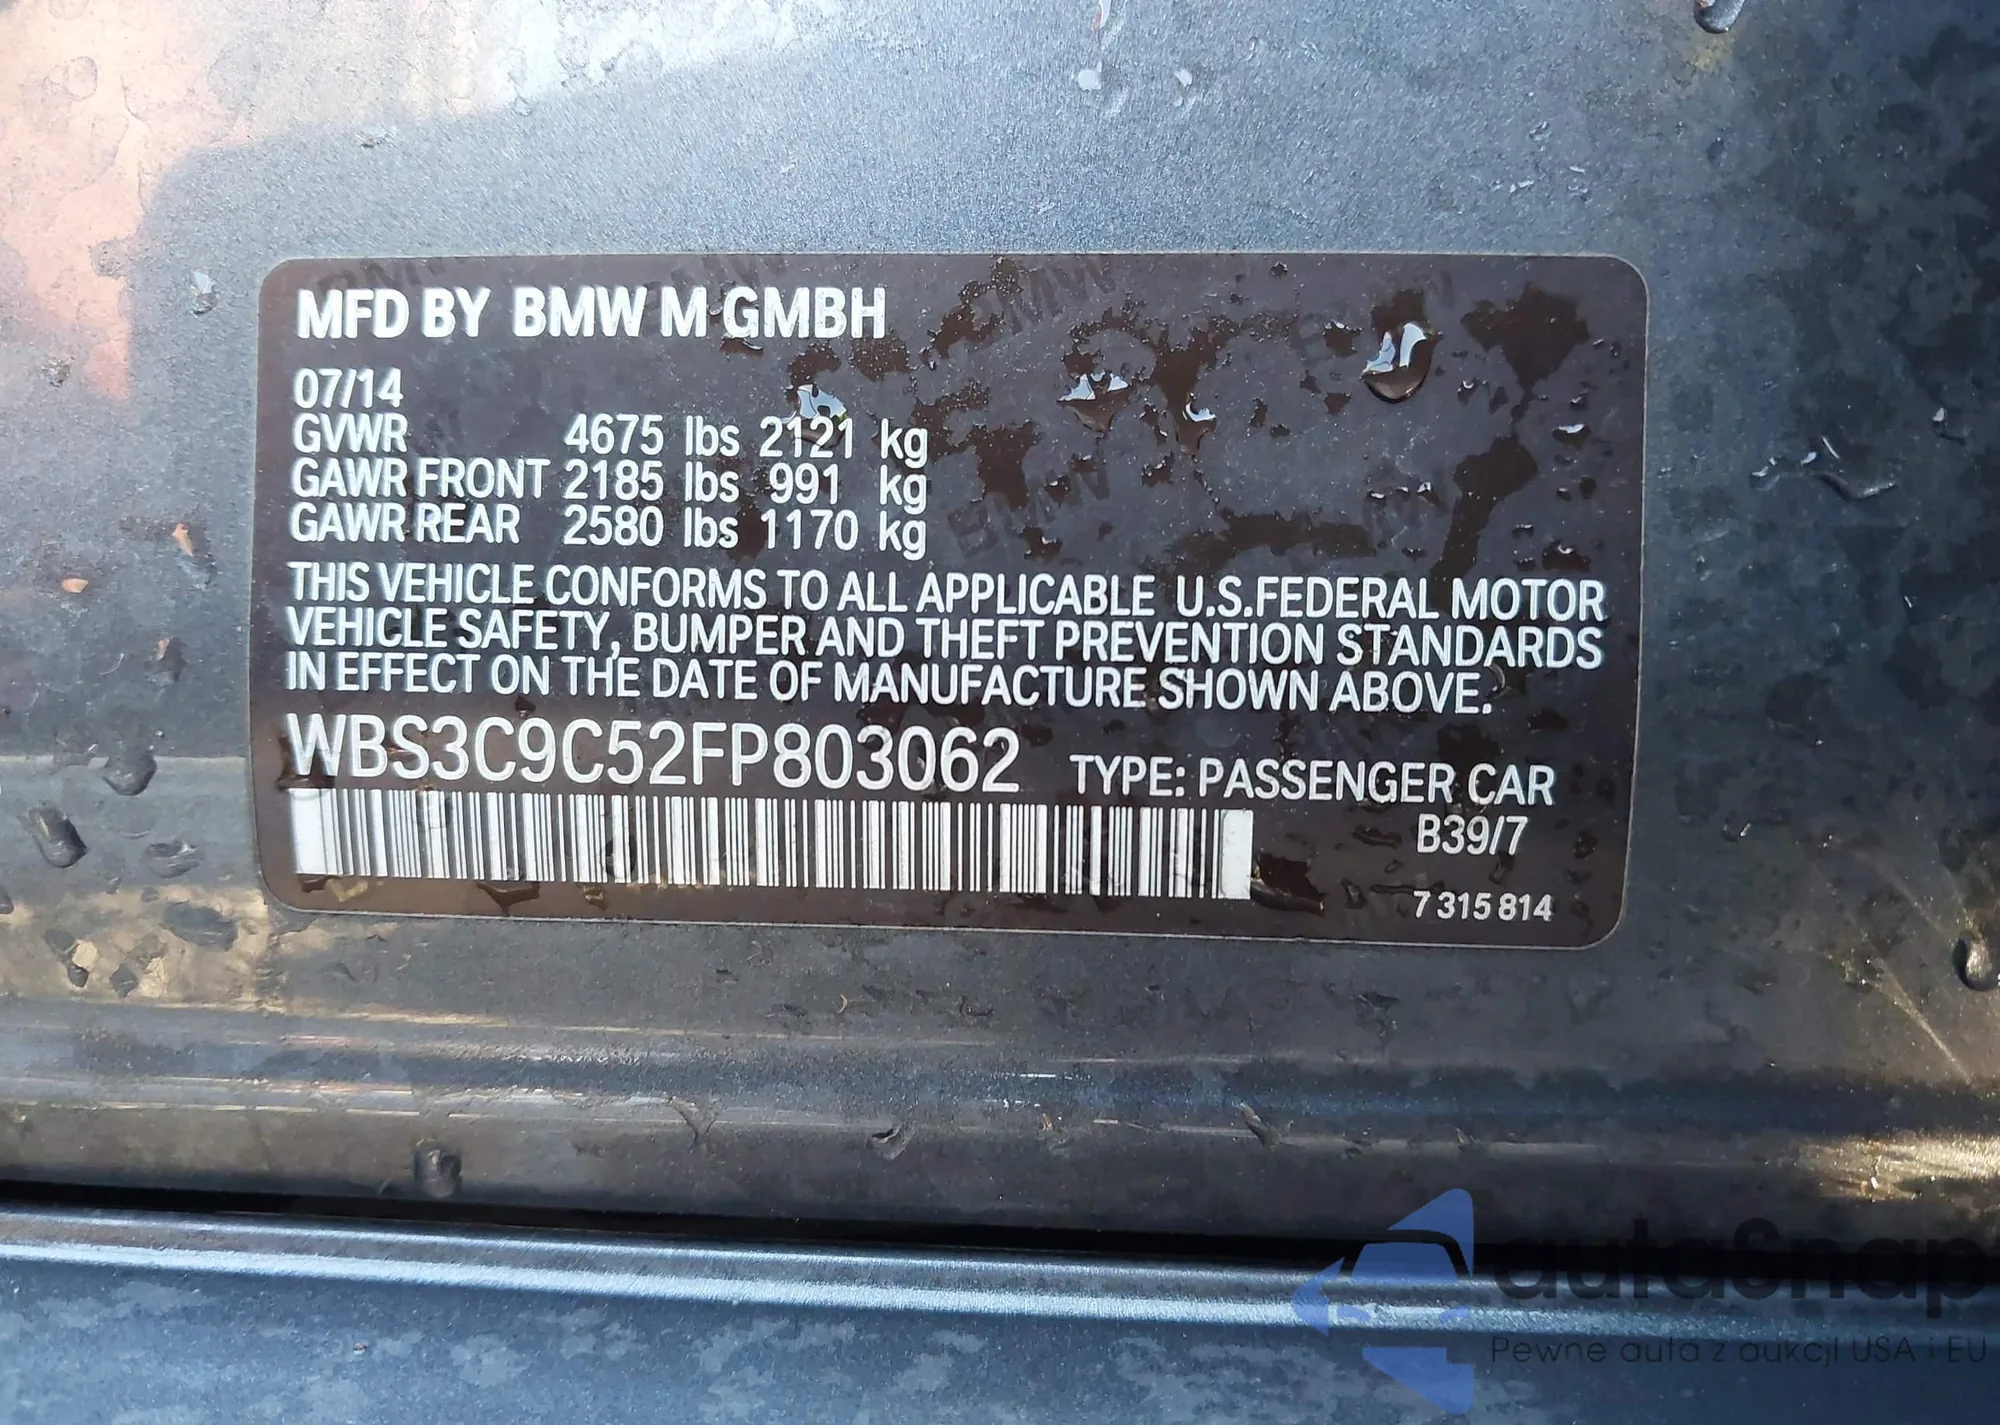 MFD BY BMW M GMBH
07/14
GVWR 4675 lbs 2121 kg
GAWR FRONT 2185 lbs 991 kg
GAWR REAR 2580 lbs 1170 kg
THIS VEHICLE CONFORMS TO ALL APPLICABLE U.S.FEDERAL MOTOR
VEHICLE SAFETY, BUMPER AND THEFT PREVENTION STANDARDS
IN EFFECT ON THE DATE OF MANUFACTURE SHOWN ABOVE.
WBS3C9C52FP803062 TYPE: PASSENGER CAR
B39/7
7 315 814
autaSnap
Pewne auta z aukcji USA i EU